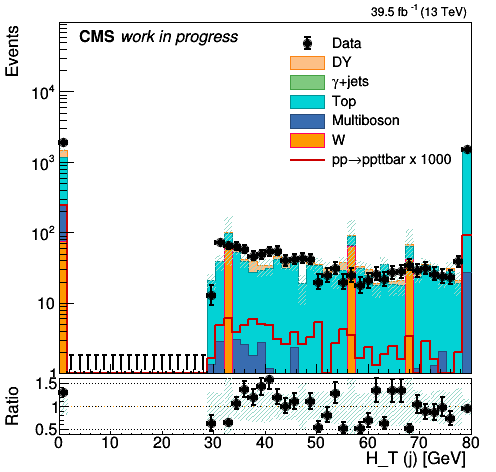 39.5 fb⁻¹ (13 TeV)
CMS work in progress
Events
Data
DY
γ+jets
Top
Multiboson
W
pp→ppttbar x 1000
10⁴
10³
10²
10
1
Ratio
1.5
1
0.5
0 10 20 30 40 50 60 70 80
H_T (j) [GeV]